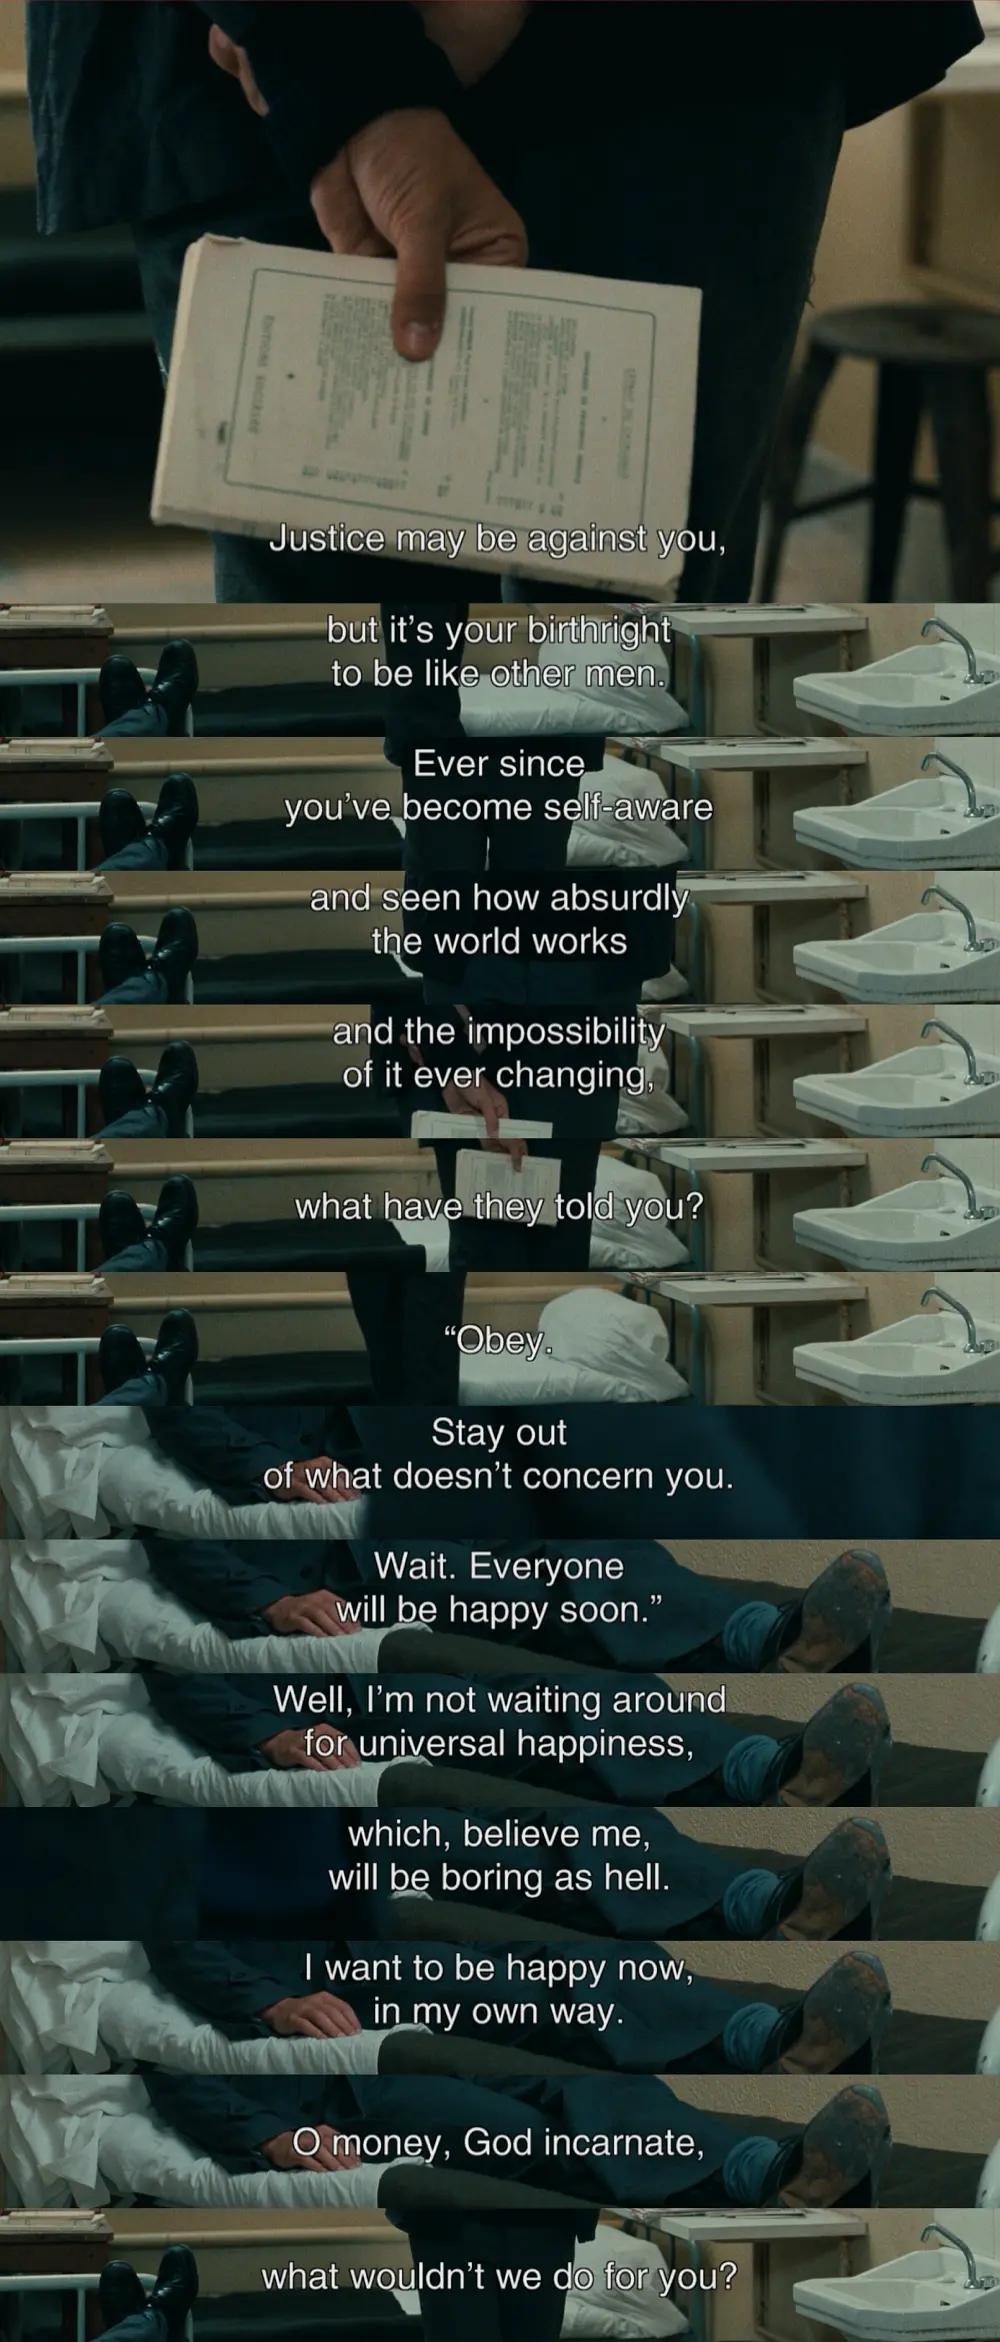 Justice may be against you,
but it's your birthright
to be like other men.
Ever since
you've become self-aware
and seen how absurdly
the world works
and the impossibility
of it ever changing,
what have they told you?
“Obey.
Stay out
of what doesn't concern you.
Wait. Everyone
will be happy soon.”
Well, I'm not waiting around
for universal happiness,
which, believe me,
will be boring as hell.
I want to be happy now,
in my own way.
O money, God incarnate,
what wouldn't we do for you?